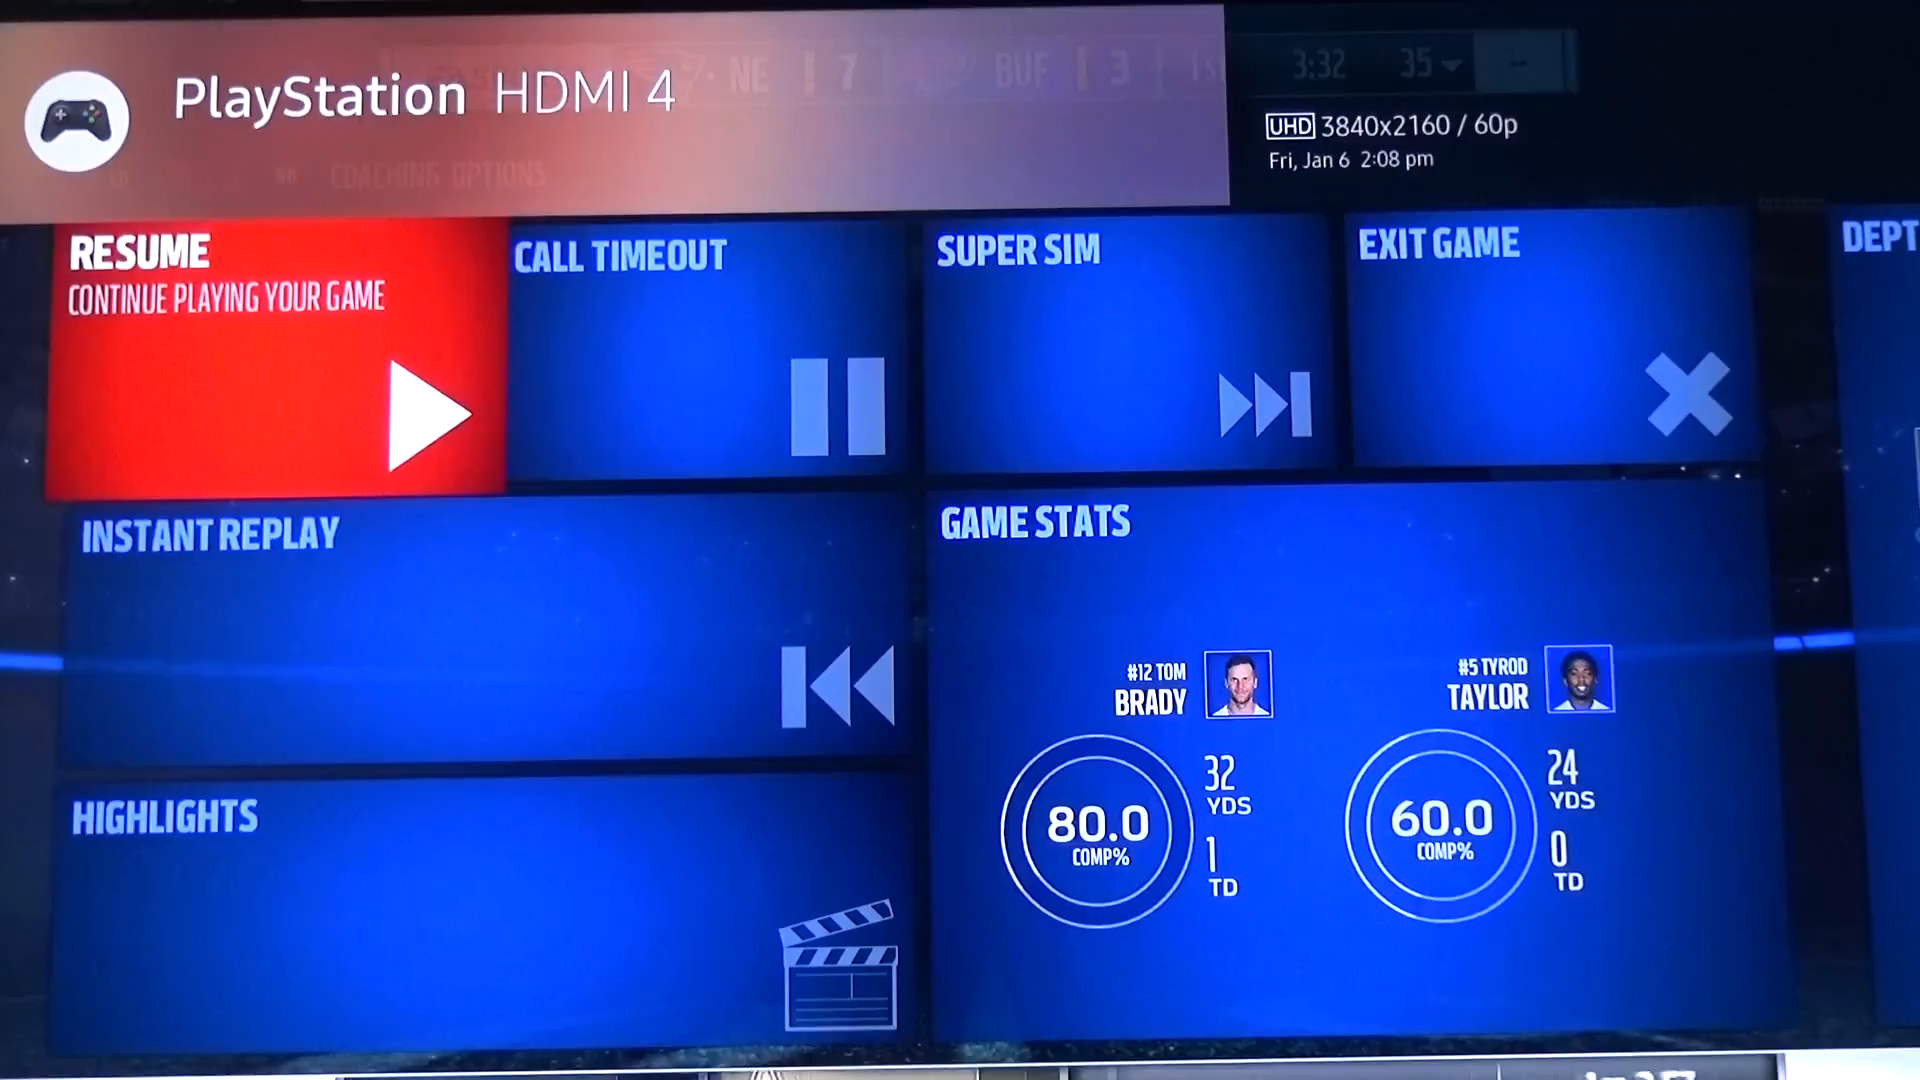 PlayStation HDMI 4
NE 7 BUF 3 1st 3:32 35
UHD 3840x2160 / 60p
Fri, Jan 6 2:08 pm
COACHING OPTIONS
RESUME
CONTINUE PLAYING YOUR GAME
CALL TIMEOUT
SUPER SIM
EXIT GAME
DEPT
INSTANT REPLAY
GAME STATS
#12 TOM
BRADY
80.0
COMP%
32
YDS
1
TD
#5 TYROD
TAYLOR
60.0
COMP%
24
YDS
0
TD
HIGHLIGHTS